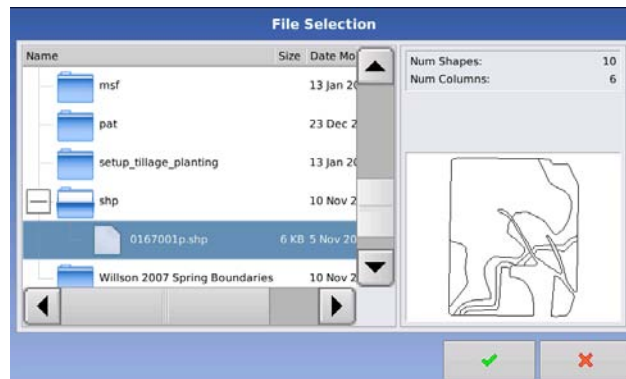 File Selection
Name Size Date Mo
msf 13 Jan 20
pat 23 Dec 2
setup_tillage_planting 13 Jan 20
shp 10 Nov 2
0167001p.shp 6 KB 5 Nov 20
Willson 2007 Spring Boundaries 10 Nov 2
Num Shapes: 10
Num Columns: 6